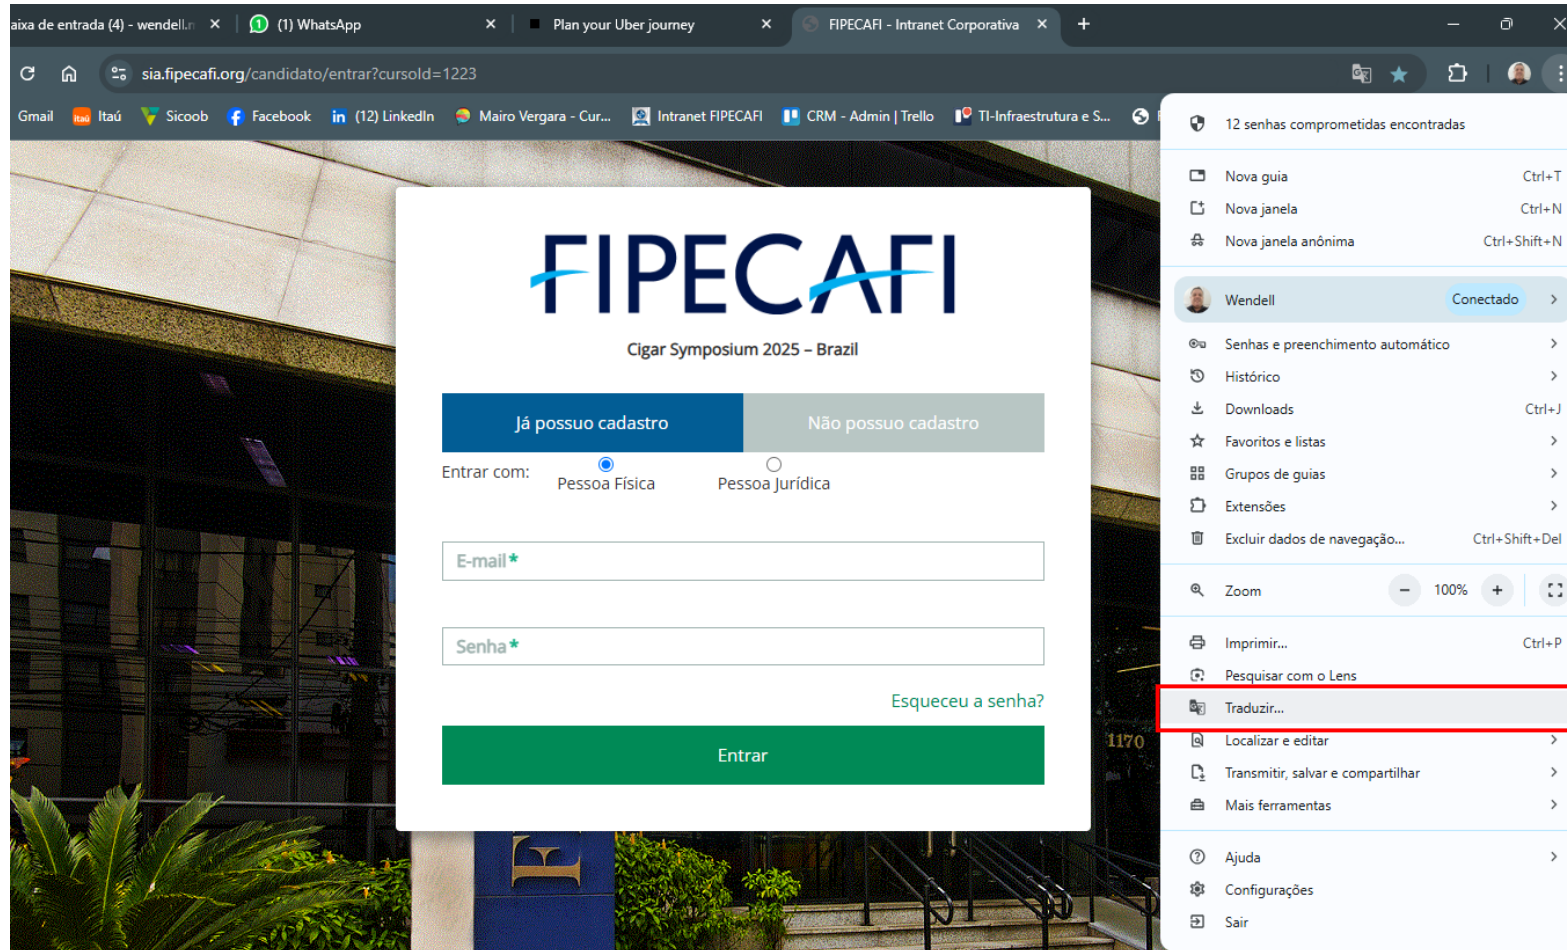 aixa de entrada (4) - wendell.n
(1) WhatsApp
Plan your Uber journey
FIPECAFI - Intranet Corporativa
sia.fipecafi.org/candidato/entrar?cursoId=1223
Gmail
Itaú
Sicoob
Facebook
(12) LinkedIn
Mairo Vergara - Cur...
Intranet FIPECAFI
CRM - Admin | Trello
TI-Infraestrutura e S...
FIPECAFI
Cigar Symposium 2025 – Brazil
Já possuo cadastro
Não possuo cadastro
Entrar com:
Pessoa Física
Pessoa Jurídica
E-mail *
Senha *
Esqueceu a senha?
Entrar
1170
E
12 senhas comprometidas encontradas
Nova guia Ctrl+T
Nova janela Ctrl+N
Nova janela anônima Ctrl+Shift+N
Wendell Conectado
Senhas e preenchimento automático
Histórico
Downloads Ctrl+J
Favoritos e listas
Grupos de guias
Extensões
Excluir dados de navegação... Ctrl+Shift+Del
Zoom - 100% +
Imprimir... Ctrl+P
Pesquisar com o Lens
Traduzir...
Localizar e editar
Transmitir, salvar e compartilhar
Mais ferramentas
Ajuda
Configurações
Sair